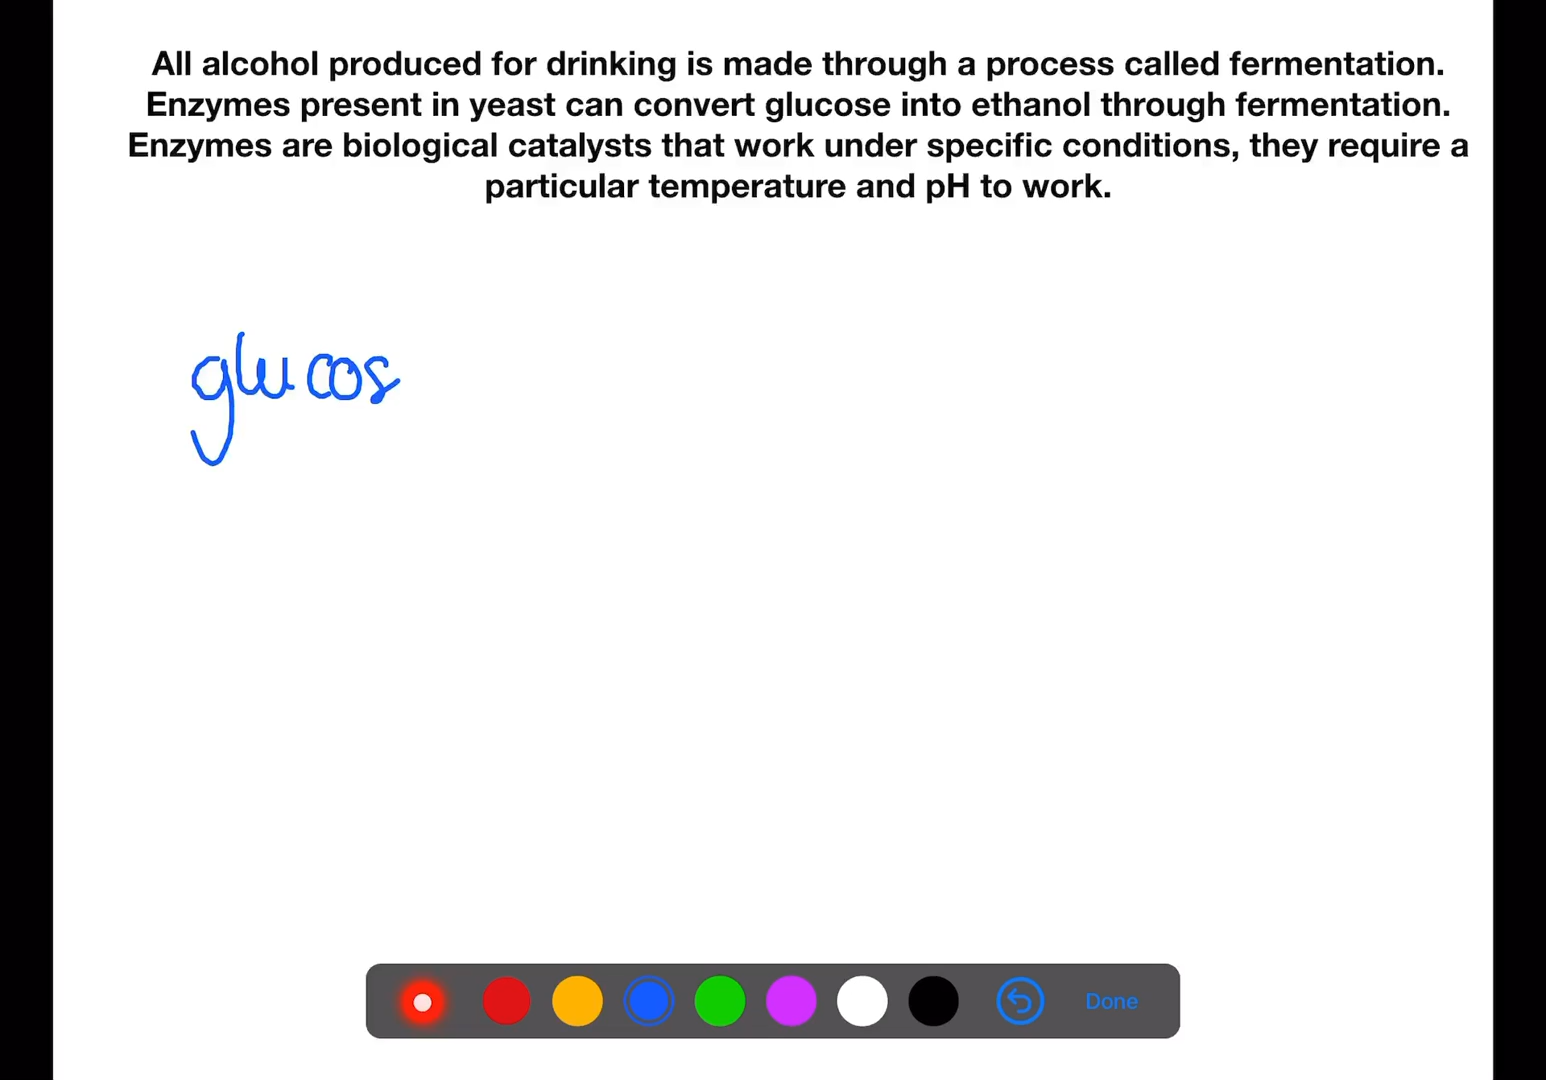 All alcohol produced for drinking is made through a process called fermentation.
Enzymes present in yeast can convert glucose into ethanol through fermentation.
Enzymes are biological catalysts that work under specific conditions, they require a
particular temperature and pH to work.
glucos
Done